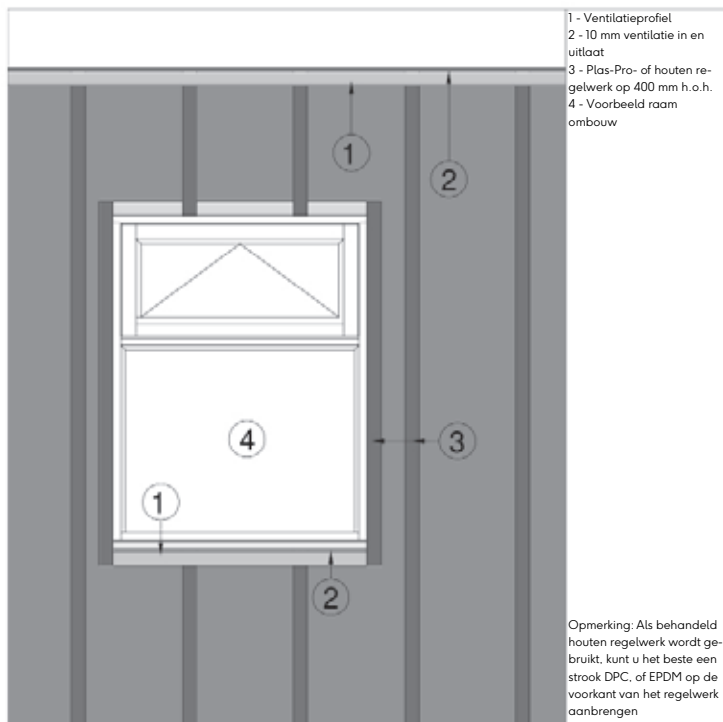 1 - Ventilatieprofiel
2 - 10 mm ventilatie in en
uitlaat
3 - Plas-Pro- of houten re-
gelwerk op 400 mm h.o.h.
4 - Voorbeeld raam
ombouw
1
2
4
3
1
2
Opmerking: Als behandeld
houten regelwerk wordt ge-
bruikt, kunt u het beste een
strook DPC, of EPDM op de
voorkant van het regelwerk
aanbrengen